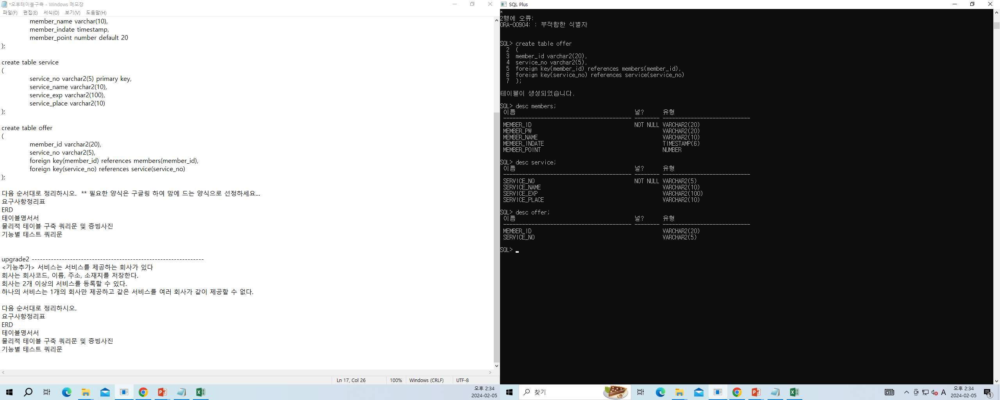 *오후테이블구축 - Windows 메모장
파일(F) 편집(E) 서식(O) 보기(V) 도움말(H)
member_name varchar(10),
member_indate timestamp,
member_point number default 20
);
create table service
(
service_no varchar2(5) primary key,
service_name varchar2(10),
service_exp varchar2(100),
service_place varchar2(10)
);
create table offer
(
member_id varchar2(20),
service_no varchar2(5),
foreign key(member_id) references members(member_id),
foreign key(service_no) references service(service_no)
);
다음 순서대로 정리하시오. ** 필요한 양식은 구글링 하여 맘에 드는 양식으로 선정하세요...
요구사항정리표
ERD
테이블명서서
물리적 테이블 구축 쿼리문 및 증빙사진
기능별 테스트 쿼리문
upgrade2 ---------------------------------------------------------------
<기능추가> 서비스는 서비스를 제공하는 회사가 있다
회사는 회사코드, 이름, 주소, 소재지를 저장한다.
회사는 2개 이상의 서비스를 등록할 수 있다.
하나의 서비스는 1개의 회사만 제공하고 같은 서비스를 여러 회사가 같이 제공할 수 없다.
다음 순서대로 정리하시오.
요구사항정리표
ERD
테이블명서서
물리적 테이블 구축 쿼리문 및 증빙사진
기능별 테스트 쿼리문
Ln 17, Col 26 100% Windows (CRLF) UTF-8
오후 2:34
2024-02-05
SQL Plus
*
2행에 오류:
ORA-00904: : 부적합한 식별자
SQL> create table offer
2 (
3 member_id varchar2(20),
4 service_no varchar2(5),
5 foreign key(member_id) references members(member_id),
6 foreign key(service_no) references service(service_no)
7 );
테이블이 생성되었습니다.
SQL> desc members;
이름 널? 유형
----------------------------------------- -------- ----------------------------
MEMBER_ID NOT NULL VARCHAR2(20)
MEMBER_PW VARCHAR2(20)
MEMBER_NAME VARCHAR2(10)
MEMBER_INDATE TIMESTAMP(6)
MEMBER_POINT NUMBER
SQL> desc service;
이름 널? 유형
----------------------------------------- -------- ----------------------------
SERVICE_NO NOT NULL VARCHAR2(5)
SERVICE_NAME VARCHAR2(10)
SERVICE_EXP VARCHAR2(100)
SERVICE_PLACE VARCHAR2(10)
SQL> desc offer;
이름 널? 유형
----------------------------------------- -------- ----------------------------
MEMBER_ID VARCHAR2(20)
SERVICE_NO VARCHAR2(5)
SQL> _
찾기
A
오후 2:34
2024-02-05
1